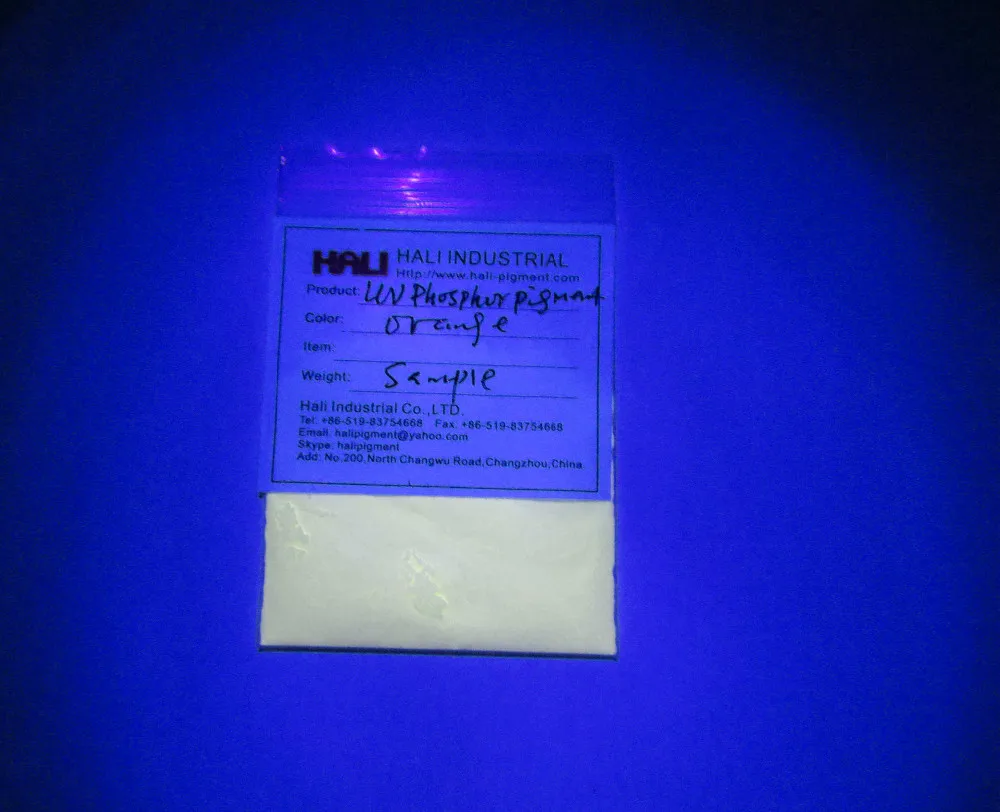 HALI HALI INDUSTRIAL
Http://www.hali-pigment.com
Product: UV Phosphor pigment
Color: orange
Item:
Weight: Sample
Hali Industrial Co.,LTD.
Tel: +86-519-83754668 Fax: +86-519-83754668
Email: halipigment@yahoo.com
Skype: halipigment
Add: No.200,North Changwu Road,Changzhou,China